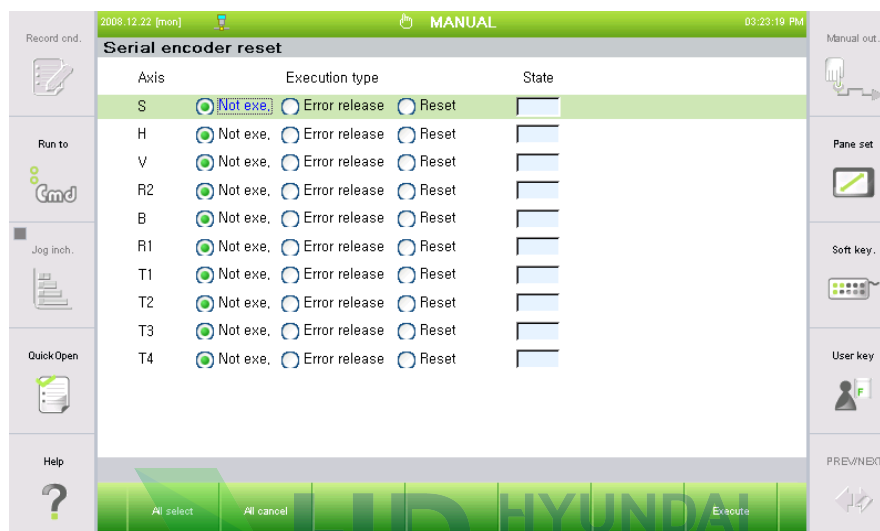 2008.12.22 [mon] MANUAL 03:23:19 PM
Serial encoder reset
Axis Execution type State
S Not exe, Error release Reset
H Not exe, Error release Reset
V Not exe, Error release Reset
R2 Not exe, Error release Reset
B Not exe, Error release Reset
R1 Not exe, Error release Reset
T1 Not exe, Error release Reset
T2 Not exe, Error release Reset
T3 Not exe, Error release Reset
T4 Not exe, Error release Reset
Record cnd.
Run to
Cmd
Jog inch.
Quick Open
Help
?
Manual out.
Pane set
Soft key.
User key
F
PREV/NEXT
All select All cancel Execute
HD HYUNDAI